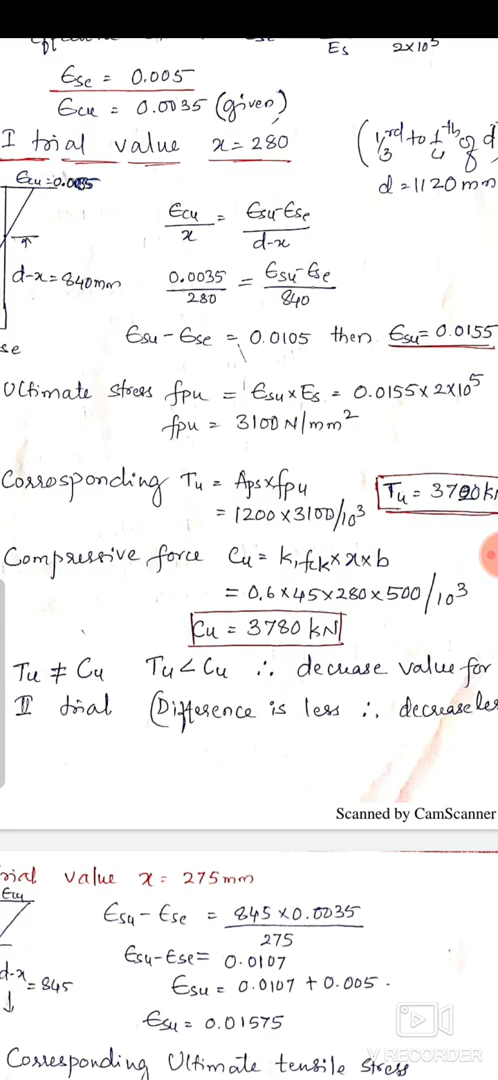 Es 2×10⁵
Ese = 0.005
Ecu = 0.0035 (given)
I trial value x = 280 (1/3rd to 1/4th of d)
Ecu=0.0035 d = 1120 mm
Ecu/x = Esu-Ese/d-x
d-x=840mm 0.0035/280 = Esu-Ese/840
Esu - Ese = 0.0105 then Esu = 0.0155
se
Ultimate stress fpu = Esu × Es = 0.0155 × 2×10⁵
fpu = 3100 N/mm²
Corresponding Tu = Aps×fpu
= 1200×3100/10³
Compressive force Cu = k₁fck×x×b
= 0.6×45×280×500/10³
Cu = 3780 kN
Tu ≠ Cu Tu < Cu ∴ decrease value for
II trial (Difference is less ∴ decrease
Scanned by CamScanner
value x = 275mm
Ecu
Esu - Ese = 845×0.0035/275
Esu-Ese = 0.0107
d-x = 845
Esu = 0.0107 + 0.005.
Esu = 0.01575
V RECORDER
Corresponding Ultimate tensile stress